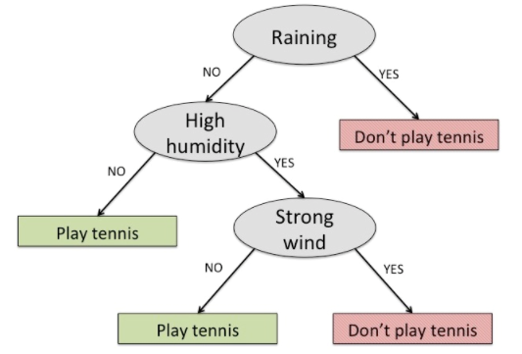 Raining
NO
YES
High
humidity
Don't play tennis
NO
YES
Play tennis
Strong
wind
NO
YES
Play tennis
Don't play tennis